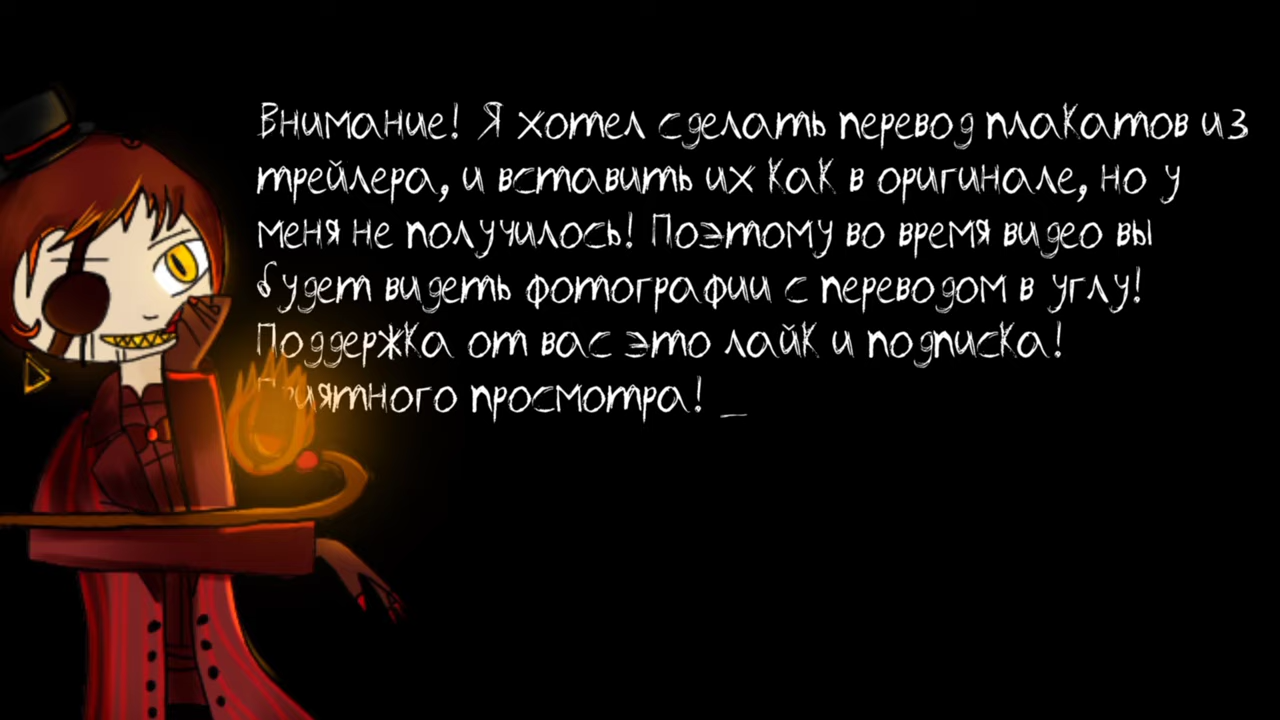 Внимание! Я хотел сделать перевод плакатов из
трейлера, и вставить их как в оригинале, но у
меня не получилось! Поэтому во время видео вы
будет видеть фотографии с переводом в углу!
Поддержка от вас это лайк и подписка!
Приятного просмотра! _